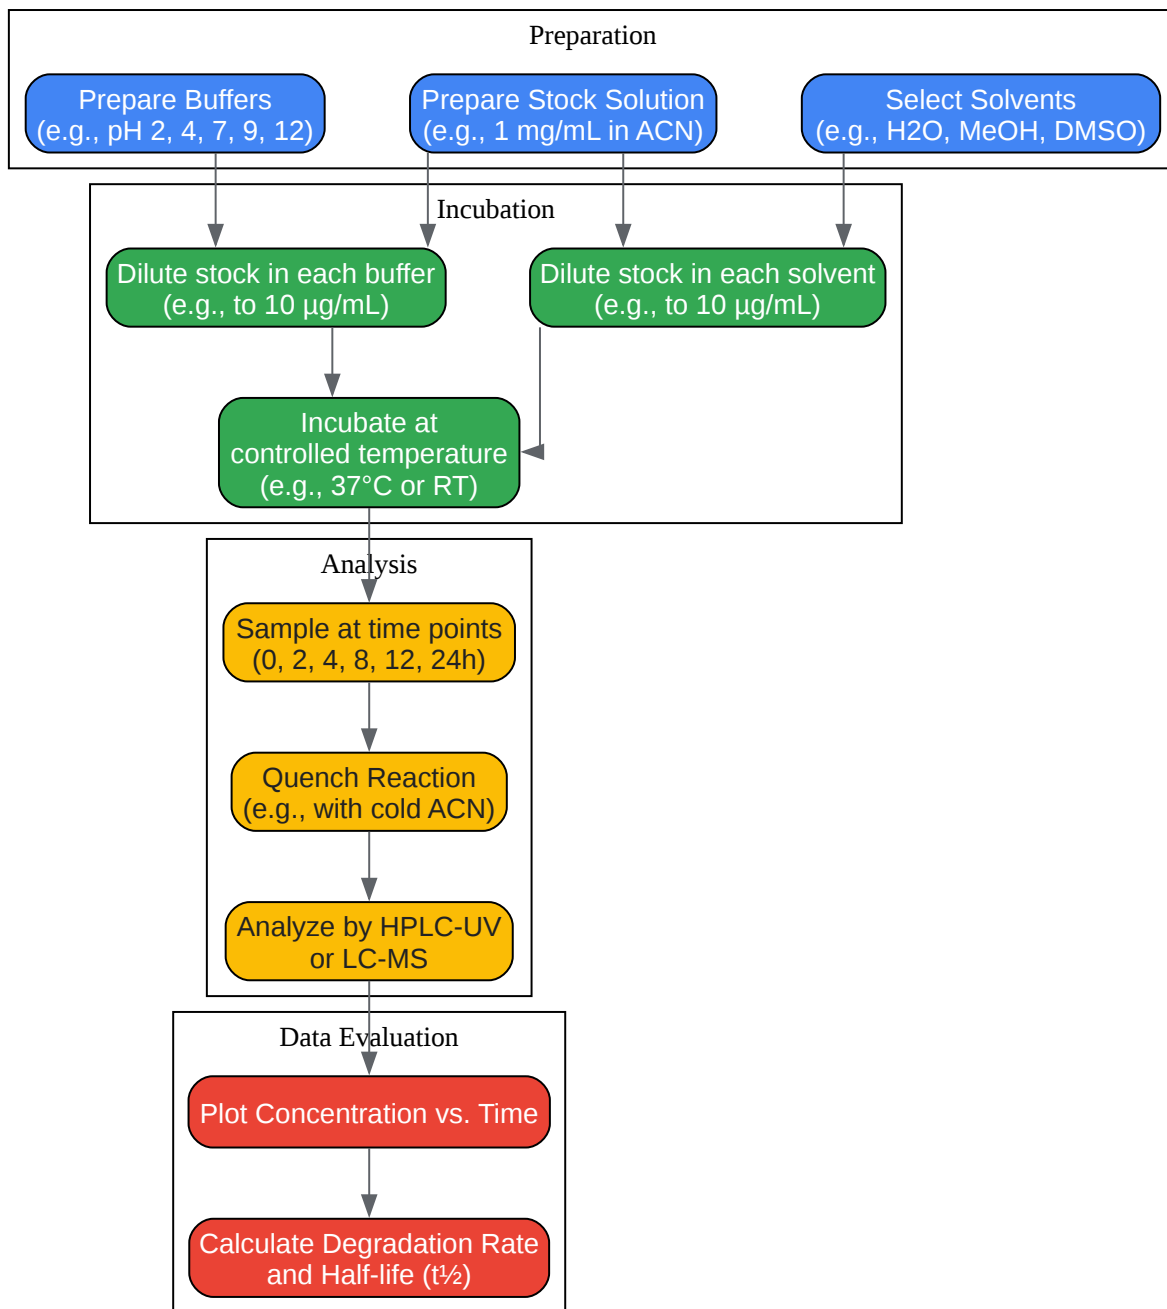 Preparation
Prepare Buffers
(e.g., pH 2, 4, 7, 9, 12)
Prepare Stock Solution
(e.g., 1 mg/mL in ACN)
Select Solvents
(e.g., H2O, MeOH, DMSO)
Incubation
Dilute stock in each buffer
(e.g., to 10 µg/mL)
Dilute stock in each solvent
(e.g., to 10 µg/mL)
Incubate at
controlled temperature
(e.g., 37°C or RT)
Analysis
Sample at time points
(0, 2, 4, 8, 12, 24h)
Quench Reaction
(e.g., with cold ACN)
Analyze by HPLC-UV
or LC-MS
Data Evaluation
Plot Concentration vs. Time
Calculate Degradation Rate
and Half-life (t½)